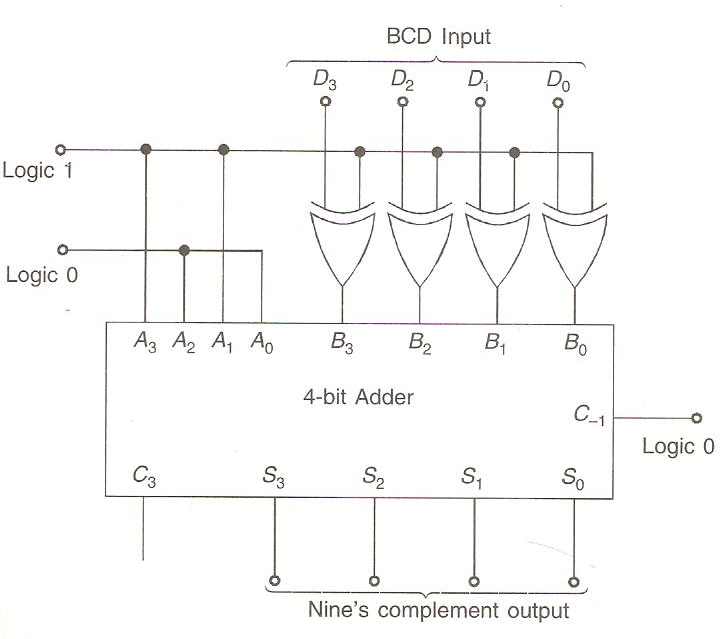 BCD Input
D3 D2 D1 D0
Logic 1
Logic 0
A3 A2 A1 A0 B3 B2 B1 B0
4-bit Adder
C–1
Logic 0
C3 S3 S2 S1 S0
Nine's complement output